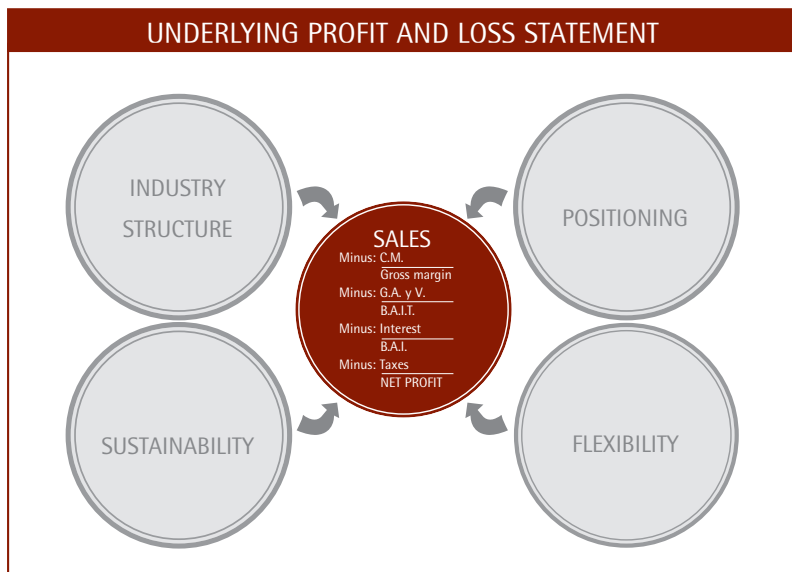 UNDERLYING PROFIT AND LOSS STATEMENT
INDUSTRY
STRUCTURE
POSITIONING
SALES
Minus: C.M.
Gross margin
Minus: G.A. y V.
B.A.I.T.
Minus: Interest
B.A.I.
Minus: Taxes
NET PROFIT
SUSTAINABILITY
FLEXIBILITY